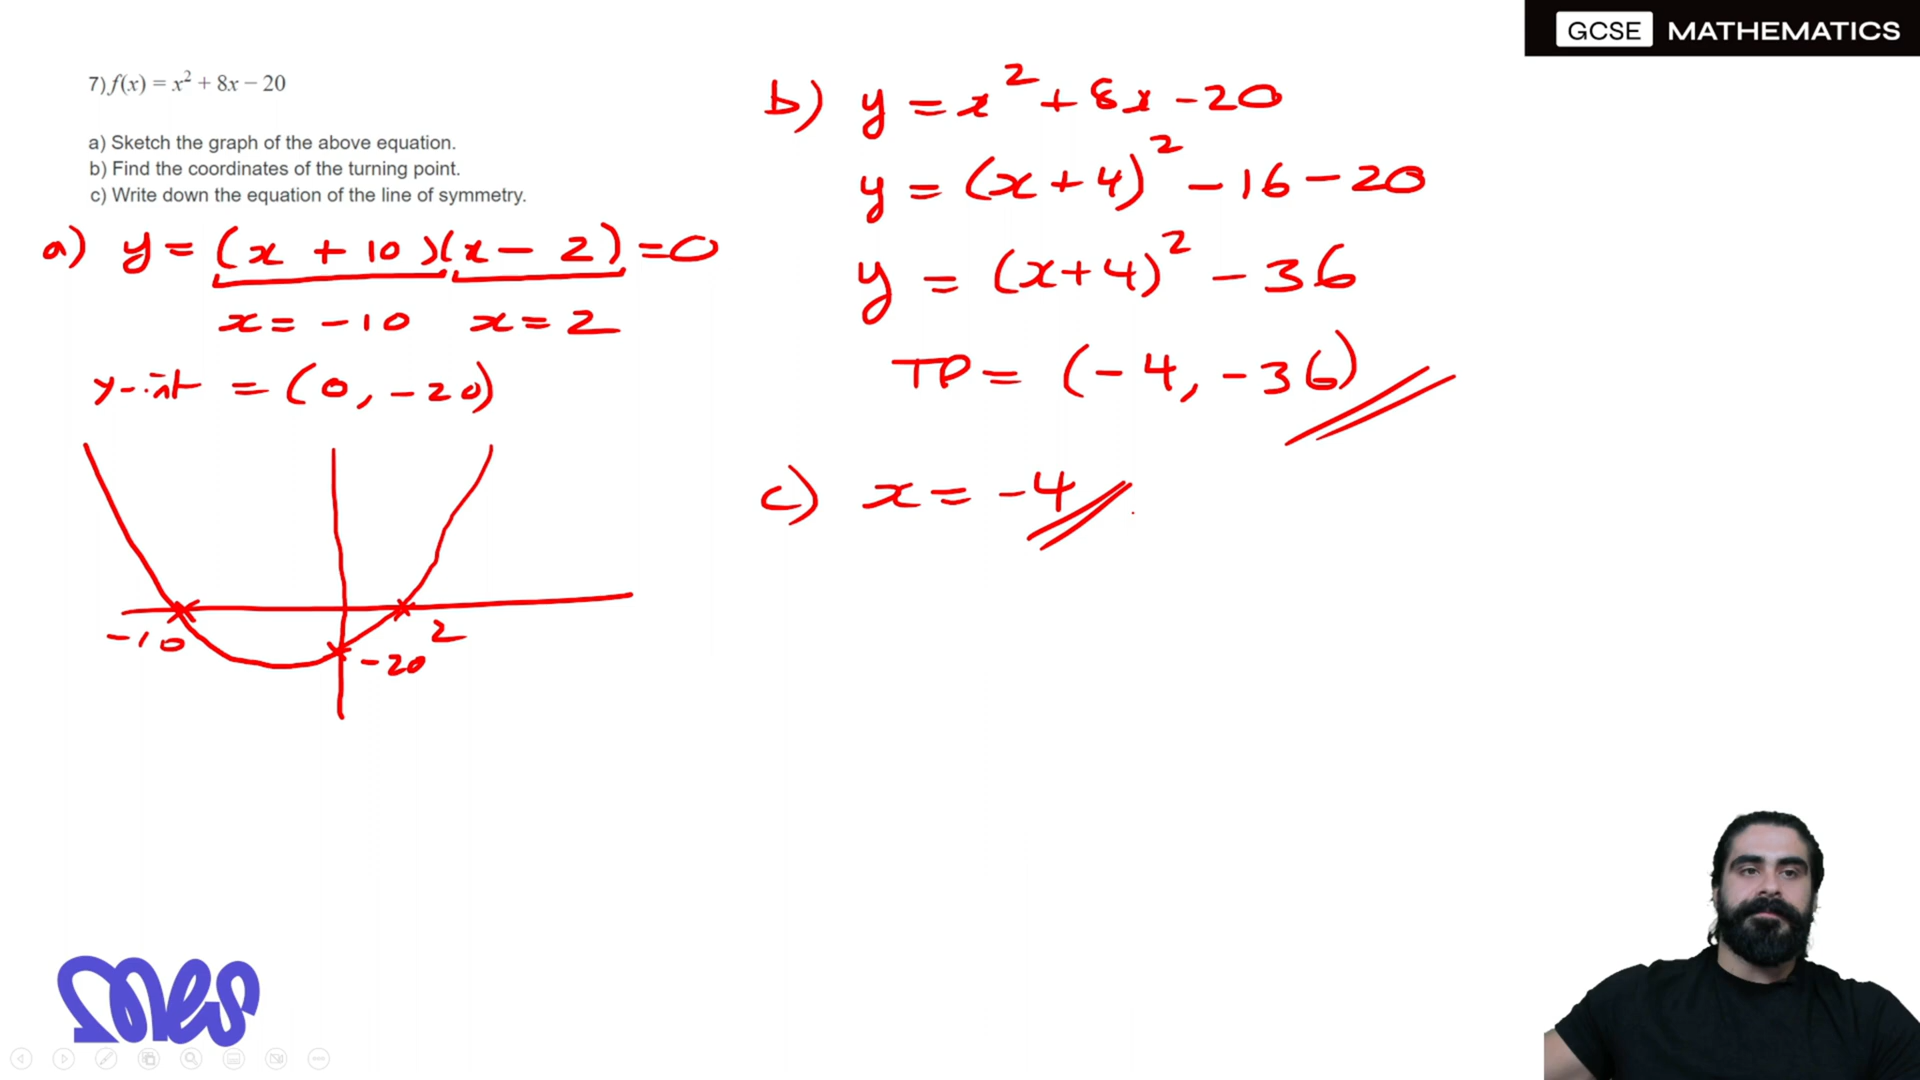 GCSE MATHEMATICS
7) f(x) = x² + 8x − 20
a) Sketch the graph of the above equation.
b) Find the coordinates of the turning point.
c) Write down the equation of the line of symmetry.
a) y = (x + 10)(x − 2) = 0
x = −10 x = 2
y-int = (0, −20)
−10
2
−20
b) y = x² + 8x − 20
y = (x+4)² − 16 − 20
y = (x+4)² − 36
TP = (−4, −36)
c) x = −4
mes